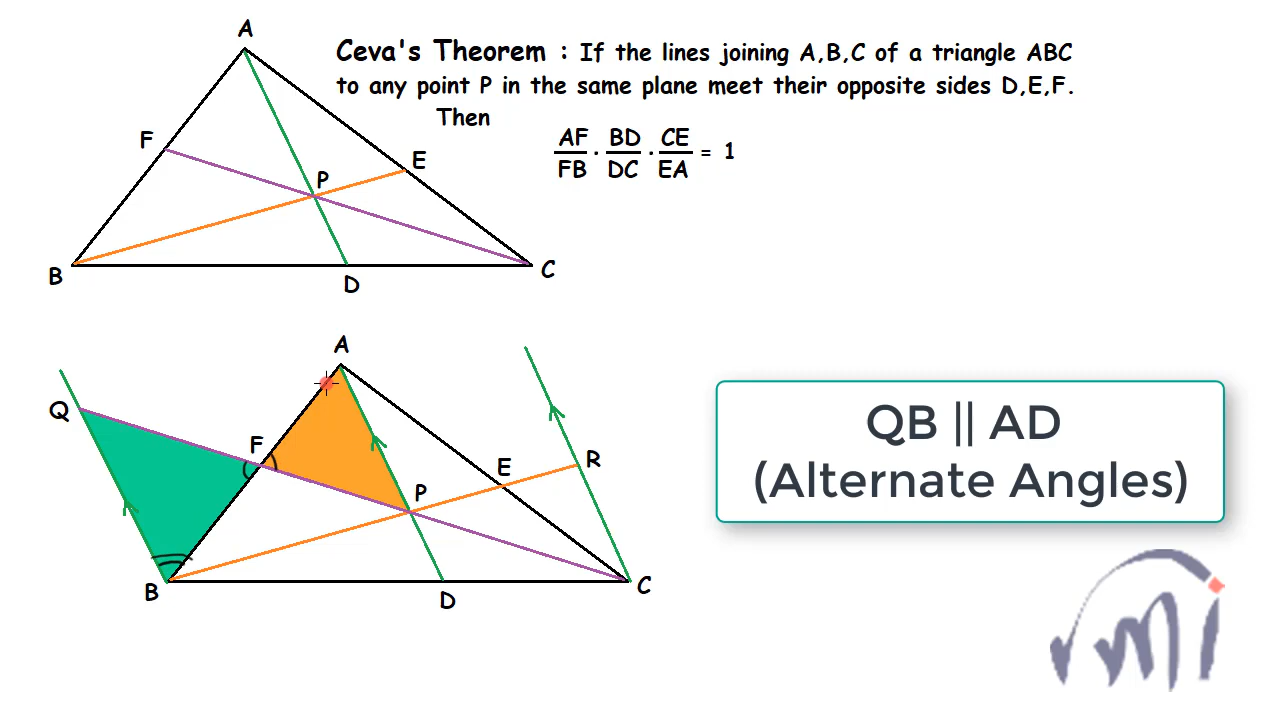 A
Ceva's Theorem : If the lines joining A,B,C of a triangle ABC
to any point P in the same plane meet their opposite sides D,E,F.
Then
AF/FB · BD/DC · CE/EA = 1
F
E
P
B
D
C
A
Q
F
E
R
P
B
D
C
QB || AD
(Alternate Angles)
rmi